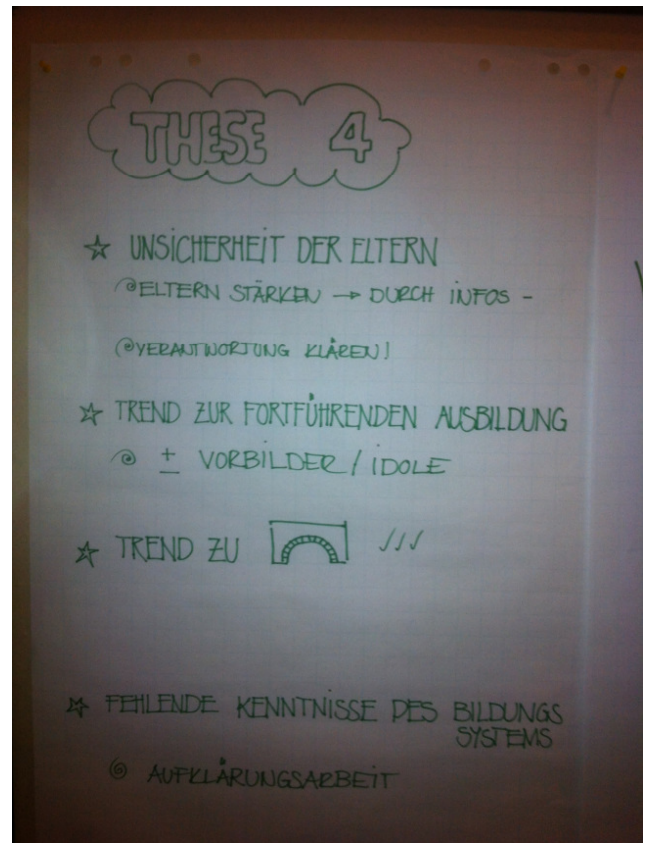 THESE 4
UNSICHERHEIT DER ELTERN
ELTERN STÄRKEN → DURCH INFOS -
VERANTWORTUNG KLÄREN!
TREND ZUR FORTFÜHRENDEN AUSBILDUNG
± VORBILDER / IDOLE
TREND ZU
FEHLENDE KENNTNISSE DES BILDUNGS
SYSTEMS
AUFKLÄRUNGSARBEIT